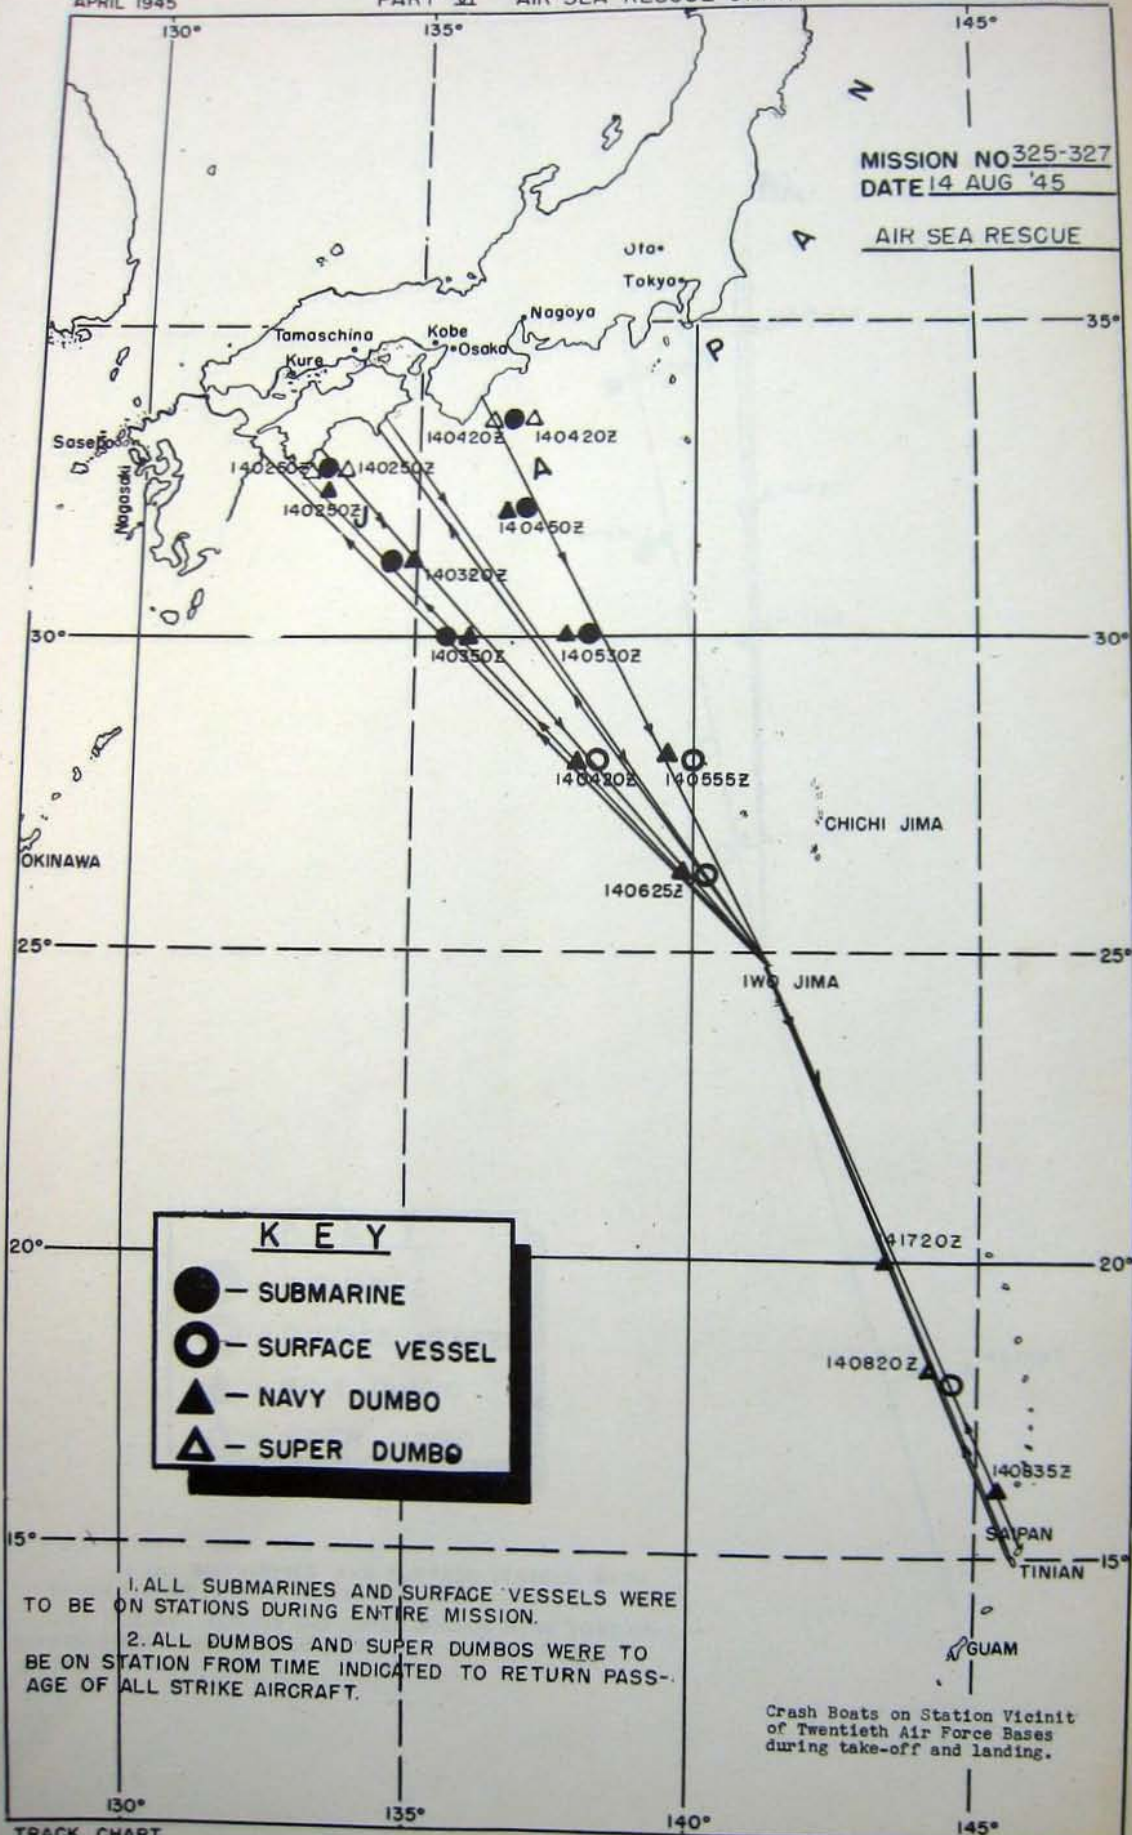 APRIL 1945
130°
135°
145°
MISSION NO 325-327
DATE 14 AUG '45
AIR SEA RESCUE
N
A
P
A
J
Ota
Tokyo
35°
Nagoya
Kobe
Osaka
Tamaschina
Kure
Sasepo
Nagasaki
140420Z
140420Z
140250Z
140250Z
140250Z
140450Z
140320Z
30°
30°
140350Z
140530Z
140420Z
140555Z
CHICHI JIMA
OKINAWA
140625Z
25°
25°
IWO JIMA
41720Z
20°
20°
KEY
- SUBMARINE
- SURFACE VESSEL
- NAVY DUMBO
- SUPER DUMBO
140820Z
140835Z
SAIPAN
TINIAN
15°
15°
GUAM
1. ALL SUBMARINES AND SURFACE VESSELS WERE
TO BE ON STATIONS DURING ENTIRE MISSION.
2. ALL DUMBOS AND SUPER DUMBOS WERE TO
BE ON STATION FROM TIME INDICATED TO RETURN PASS-
AGE OF ALL STRIKE AIRCRAFT.
Crash Boats on Station Vicinit
of Twentieth Air Force Bases
during take-off and landing.
130°
135°
140°
145°
TRACK CHART